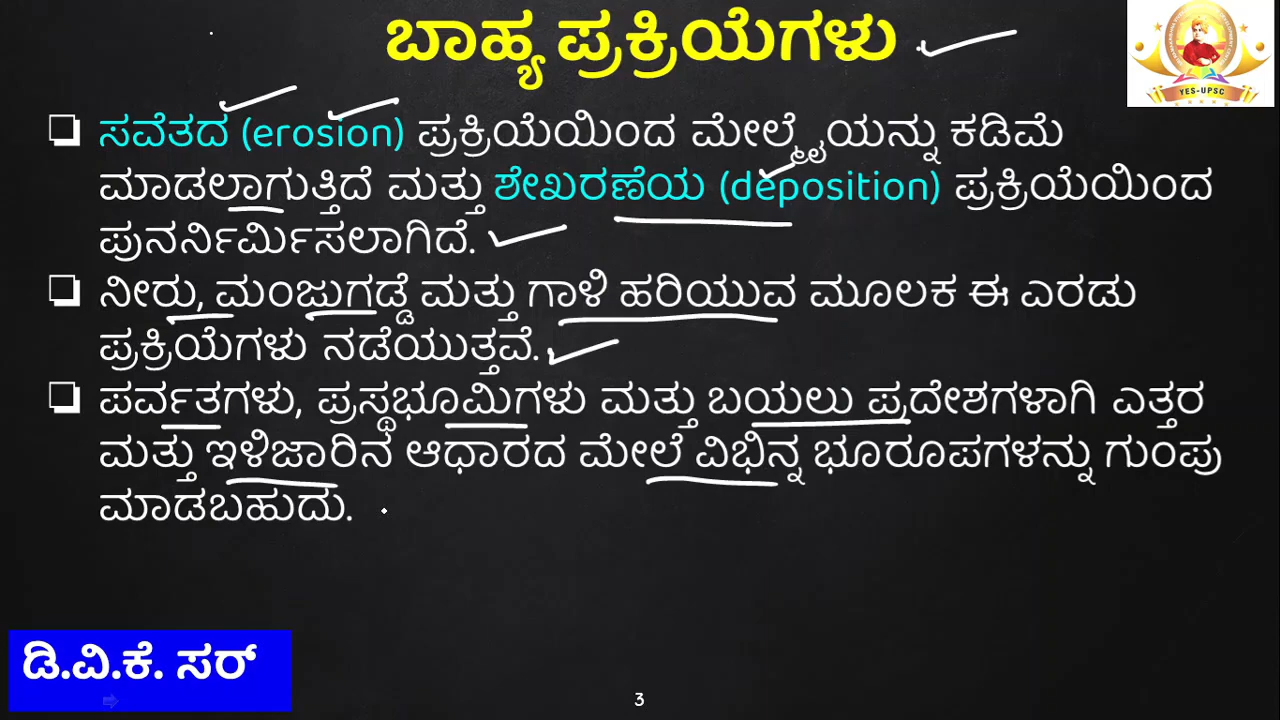 ಬಾಹ್ಯ ಪ್ರಕ್ರಿಯೆಗಳು
YES-UPSC
ಸವೆತದ (erosion) ಪ್ರಕ್ರಿಯೆಯಿಂದ ಮೇಲ್ಮೈಯನ್ನು ಕಡಿಮೆ
ಮಾಡಲಾಗುತ್ತಿದೆ ಮತ್ತು ಶೇಖರಣೆಯ (deposition) ಪ್ರಕ್ರಿಯೆಯಿಂದ
ಪುನರ್ನಿರ್ಮಿಸಲಾಗಿದೆ.
ನೀರು, ಮಂಜುಗಡ್ಡೆ ಮತ್ತು ಗಾಳಿ ಹರಿಯುವ ಮೂಲಕ ಈ ಎರಡು
ಪ್ರಕ್ರಿಯೆಗಳು ನಡೆಯುತ್ತವೆ.
ಪರ್ವತಗಳು, ಪ್ರಸ್ಥಭೂಮಿಗಳು ಮತ್ತು ಬಯಲು ಪ್ರದೇಶಗಳಾಗಿ ಎತ್ತರ
ಮತ್ತು ಇಳಿಜಾರಿನ ಆಧಾರದ ಮೇಲೆ ವಿಭಿನ್ನ ಭೂರೂಪಗಳನ್ನು ಗುಂಪು
ಮಾಡಬಹುದು.
ಡಿ.ವಿ.ಕೆ. ಸರ್
3